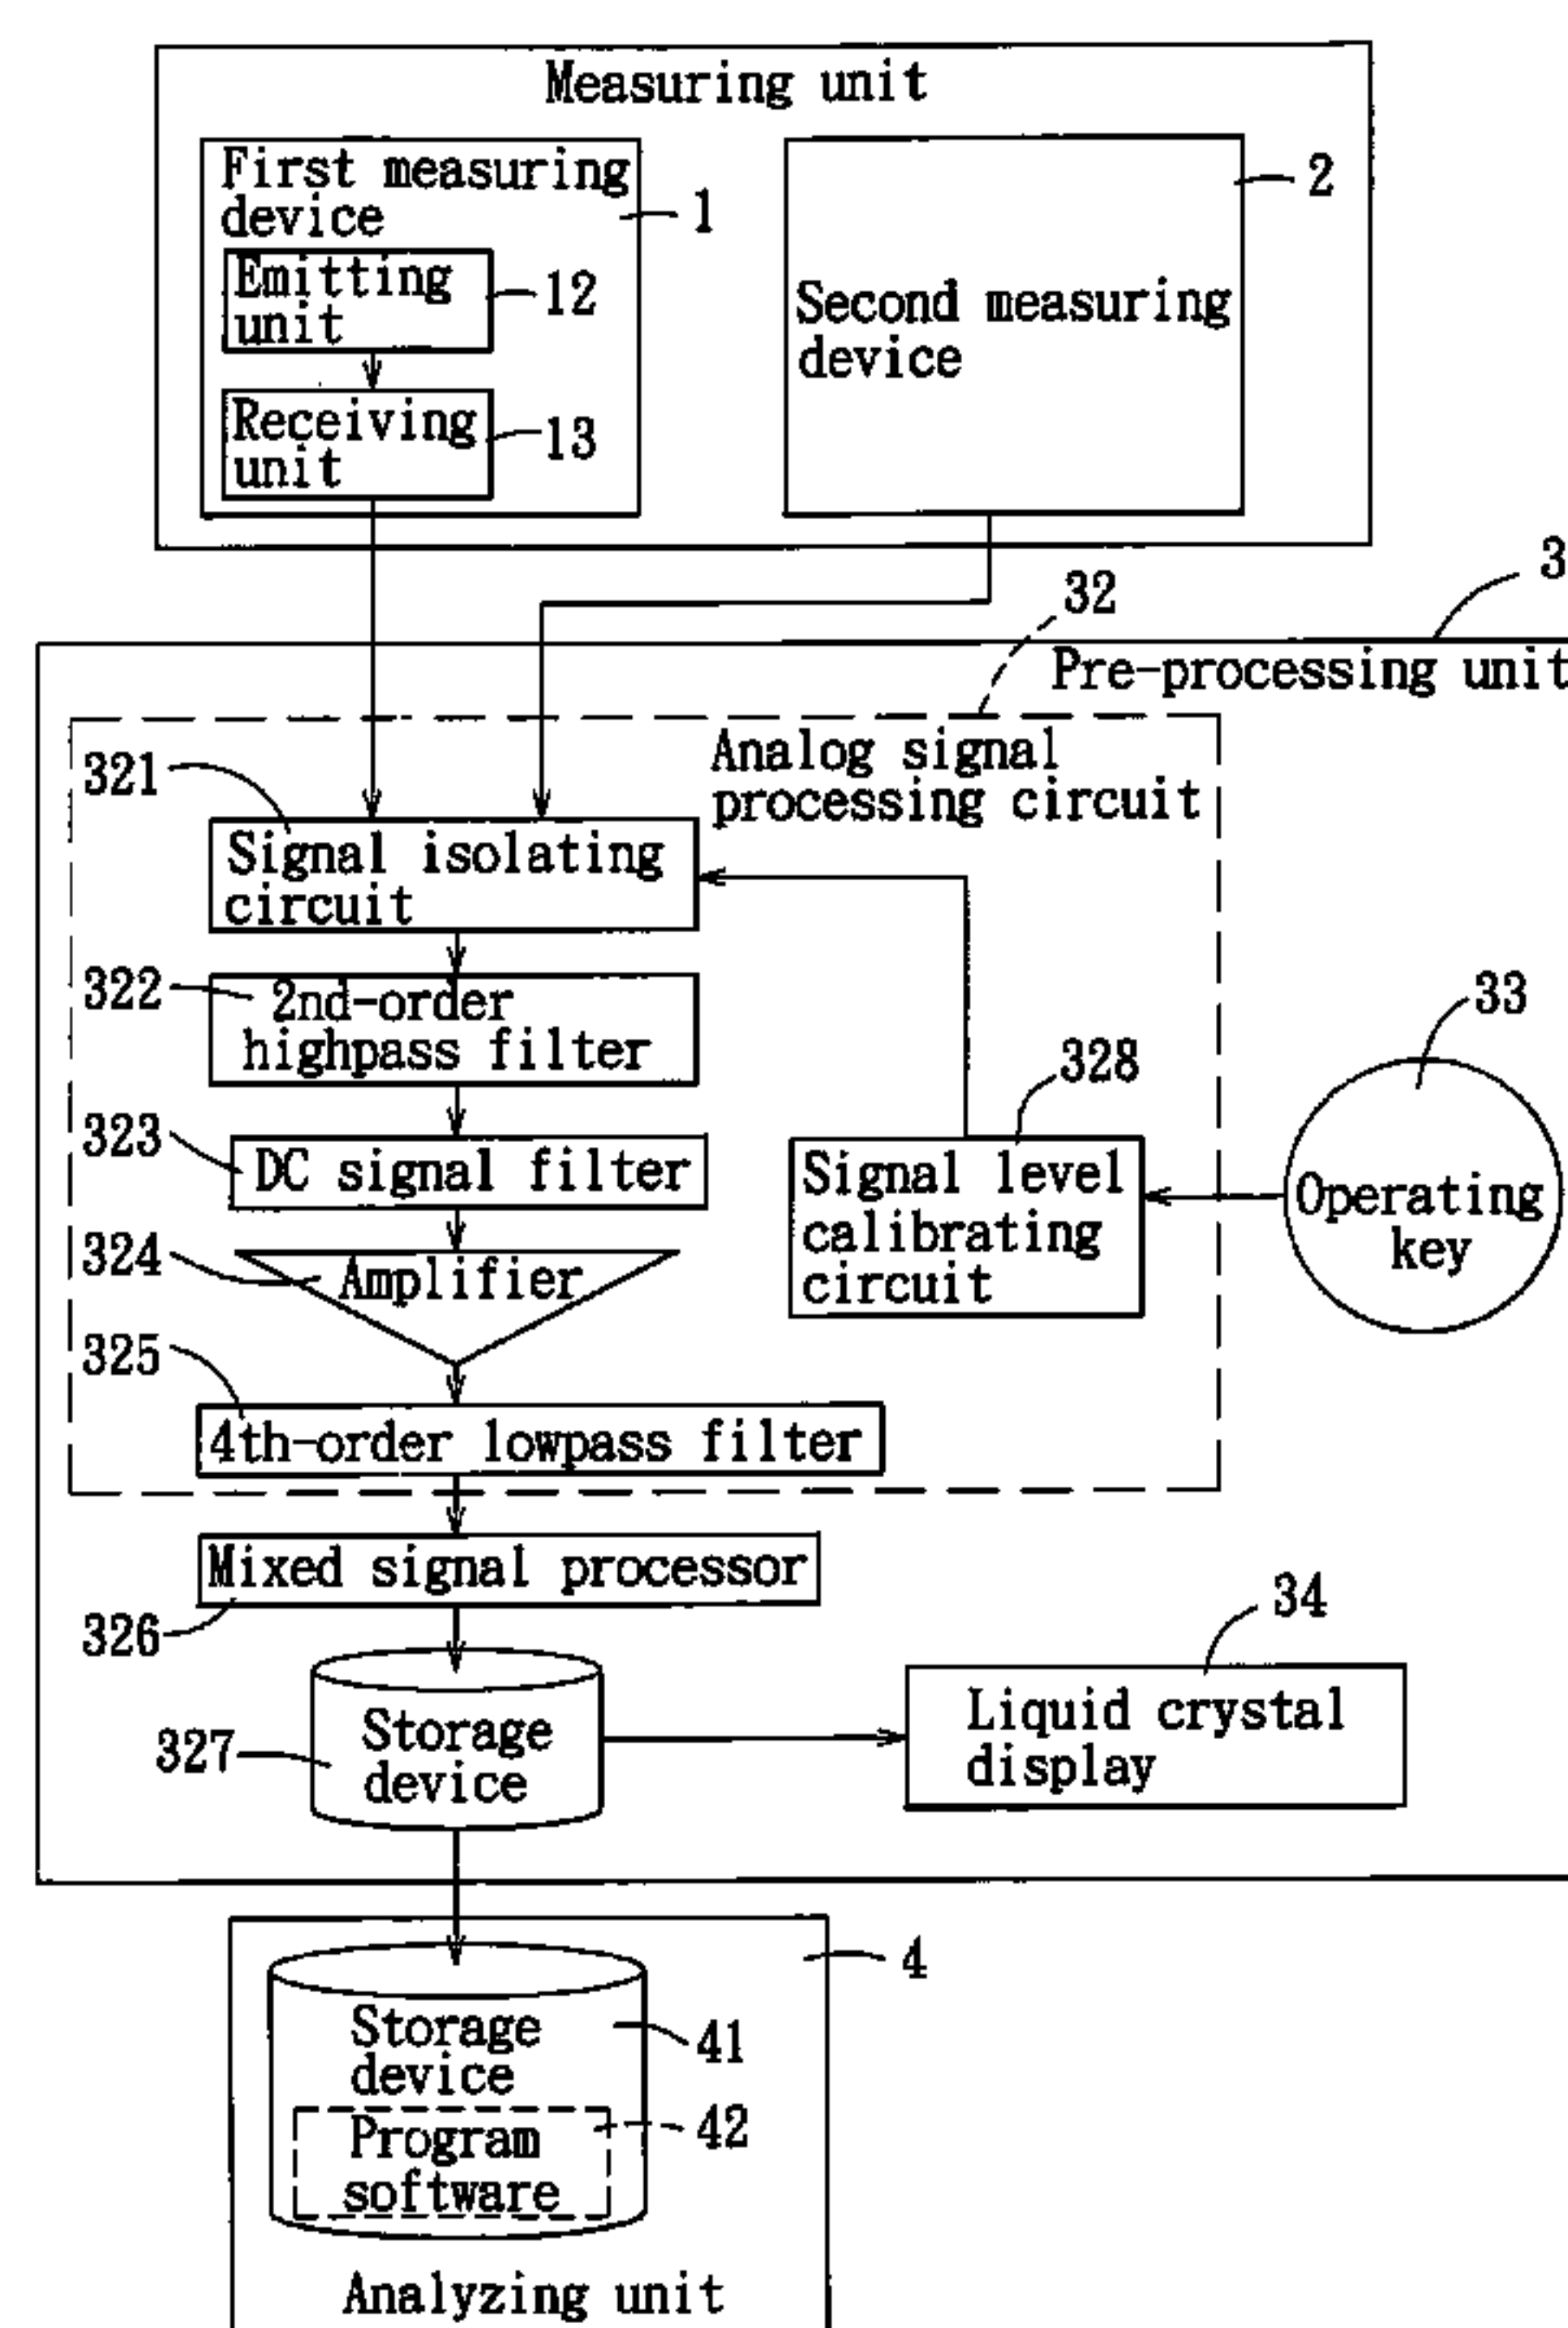 Measuring unit
First measuring
device
1
Emitting
unit
12
Receiving
unit
13
2
Second measuring
device
3
32
Pre-processing unit
Analog signal
processing circuit
321
Signal isolating
circuit
322
2nd-order
highpass filter
33
328
323
DC signal filter
Signal level
calibrating
circuit
Operating
key
324
Amplifier
325
4th-order lowpass filter
Mixed signal processor
326
34
327
Storage
device
Liquid crystal
display
4
Storage
device
41
Program
software
42
Analyzing unit